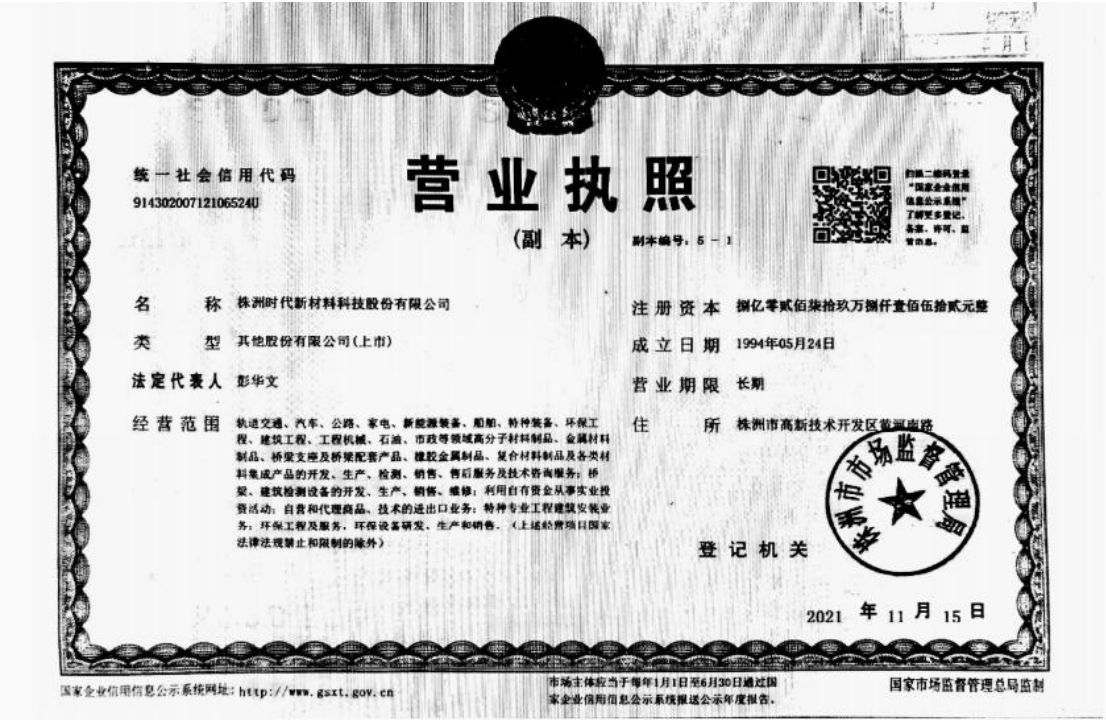 统一社会信用代码
91430200712106524U
营业执照
(副 本)
副本编号: 5 - 1
扫描二维码登录
“国家企业信用
信息公示系统”
了解更多登记、
备案、许可、监
管信息。
名 称 株洲时代新材料科技股份有限公司
类 型 其他股份有限公司(上市)
法定代表人 彭华文
经营范围 轨道交通、汽车、公路、家电、新能源装备、船舶、特种装备、环保工
程、建筑工程、工程机械、石油、市政等领域高分子材料制品、金属材料
制品、桥梁支座及桥梁配套产品、橡胶金属制品、复合材料制品及各类材
料集成产品的开发、生产、检测、销售、售后服务及技术咨询服务;桥
梁、建筑检测设备的开发、生产、销售、维修;利用自有资金从事实业投
资活动;自营和代理商品、技术的进出口业务;特种专业工程建筑安装业
务;环保工程及服务,环保设备研发、生产和销售。(上述经营项目国家
法律法规禁止和限制的除外)
注册资本 捌亿零贰佰柒拾玖万捌仟壹佰伍拾贰元整
成立日期 1994年05月24日
营业期限 长期
住 所 株洲市高新技术开发区黄河南路
株洲市市场监督管理局
登记机关
2021 年 11 月 15 日
国家企业信用信息公示系统网址: http://www.gsxt.gov.cn
市场主体应当于每年1月1日至6月30日通过国
家企业信用信息公示系统报送公示年度报告。
国家市场监督管理总局监制